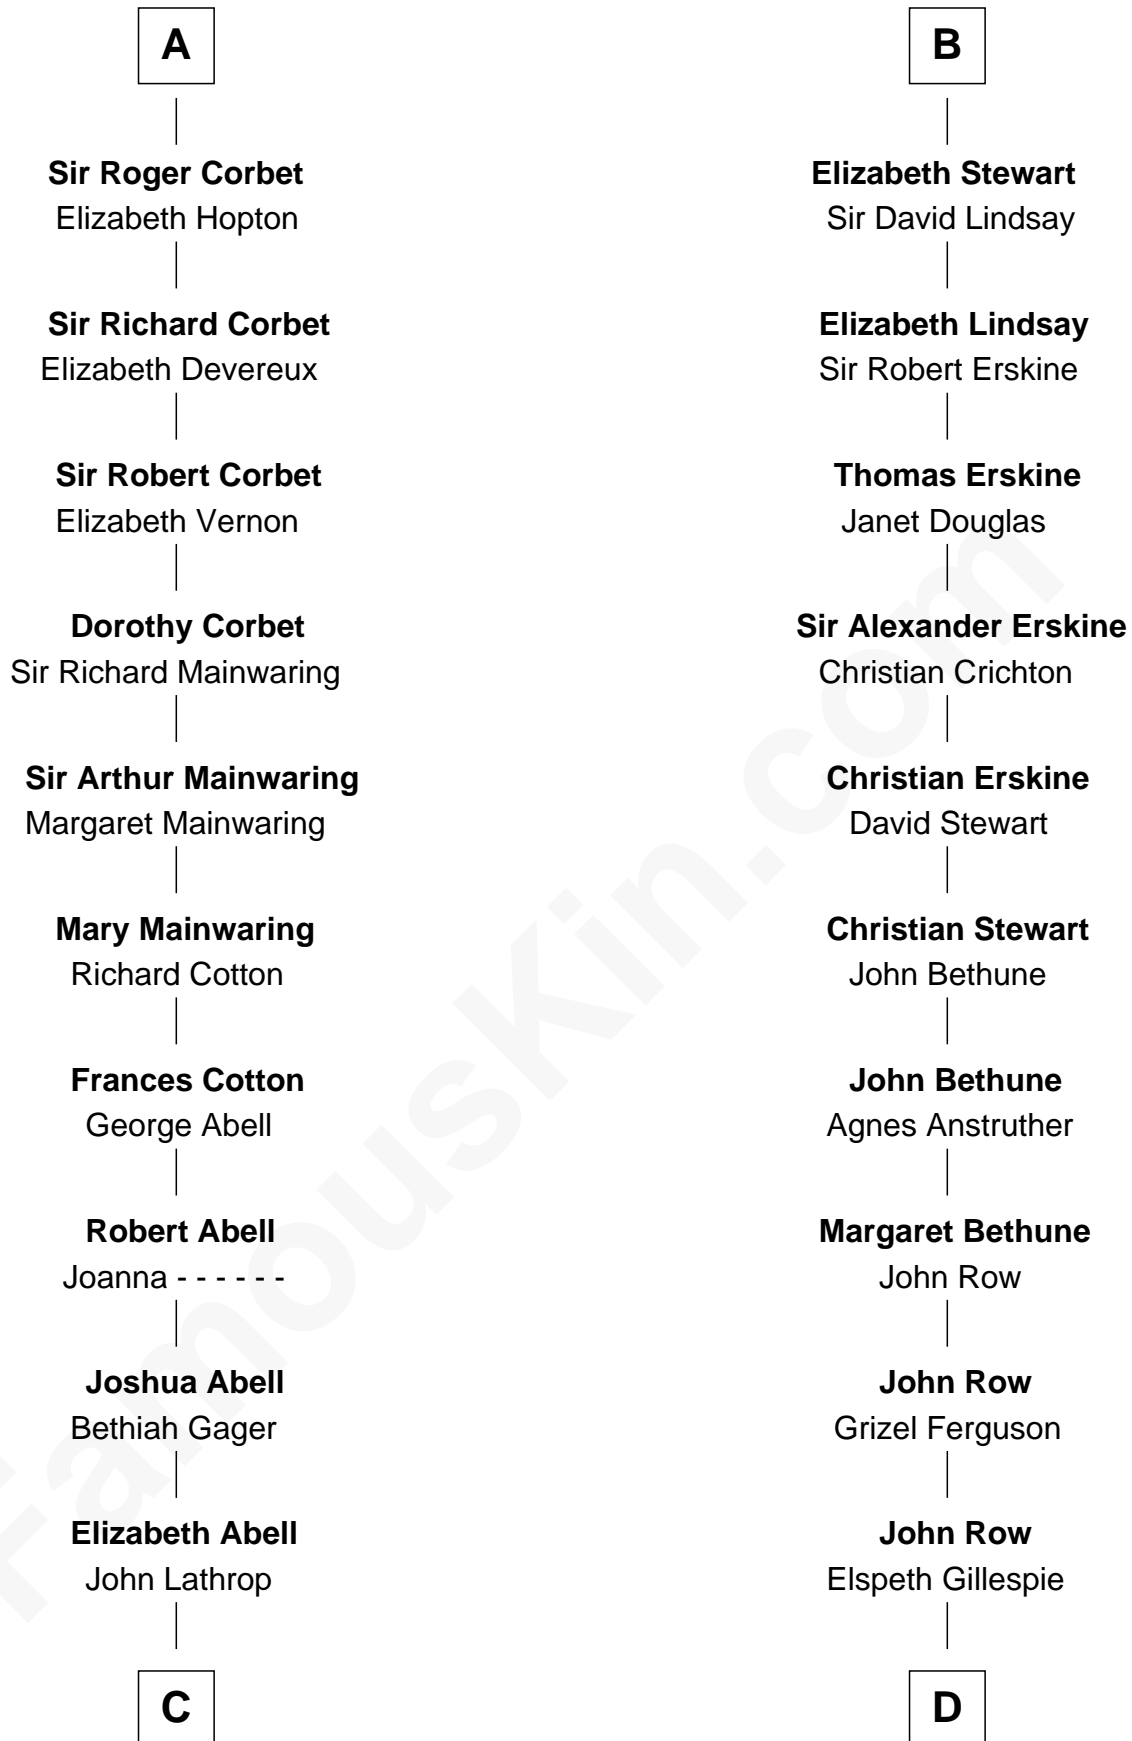 A
Sir Roger Corbet
Elizabeth Hopton
Sir Richard Corbet
Elizabeth Devereux
Sir Robert Corbet
Elizabeth Vernon
Dorothy Corbet
Sir Richard Mainwaring
Sir Arthur Mainwaring
Margaret Mainwaring
Mary Mainwaring
Richard Cotton
Frances Cotton
George Abell
Robert Abell
Joanna - - - - - -
Joshua Abell
Bethiah Gager
Elizabeth Abell
John Lathrop
C
B
Elizabeth Stewart
Sir David Lindsay
Elizabeth Lindsay
Sir Robert Erskine
Thomas Erskine
Janet Douglas
Sir Alexander Erskine
Christian Crichton
Christian Erskine
David Stewart
Christian Stewart
John Bethune
John Bethune
Agnes Anstruther
Margaret Bethune
John Row
John Row
Grizel Ferguson
John Row
Elspeth Gillespie
D
FamousKin.com